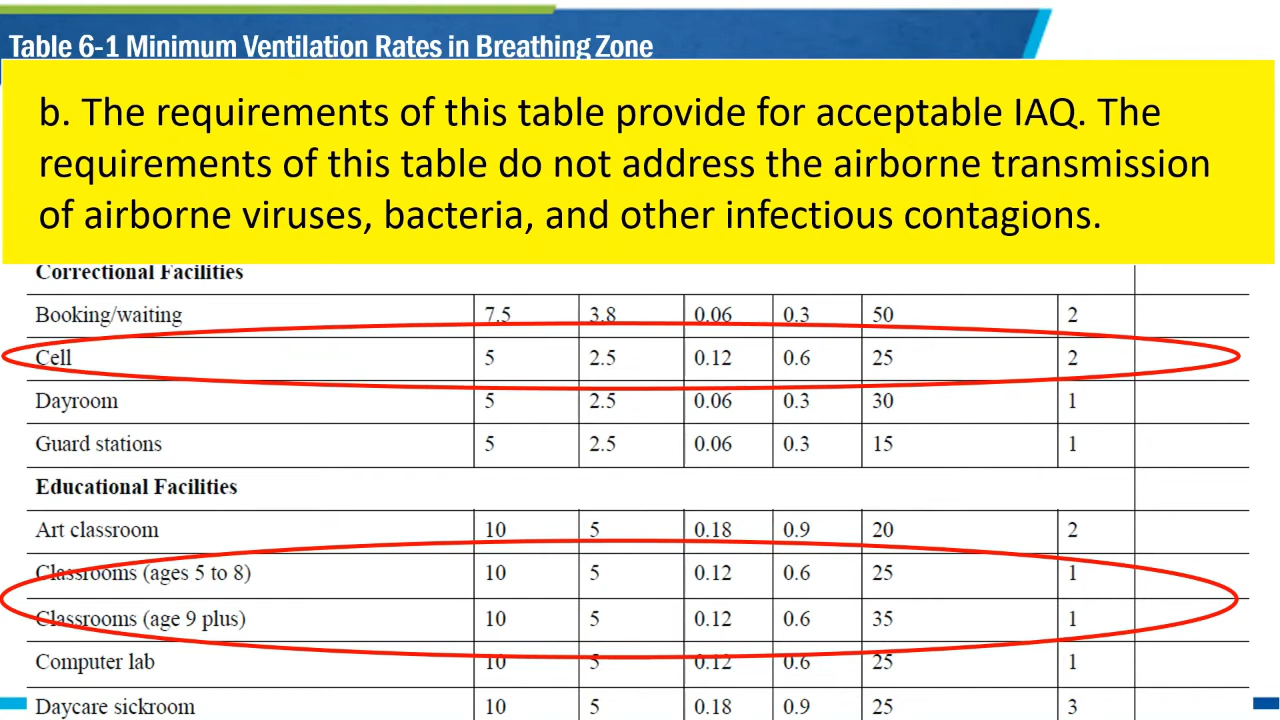 Table 6-1 Minimum Ventilation Rates in Breathing Zone
b. The requirements of this table provide for acceptable IAQ. The
requirements of this table do not address the airborne transmission
of airborne viruses, bacteria, and other infectious contagions.
Correctional Facilities
Booking/waiting 7.5 3.8 0.06 0.3 50 2
Cell 5 2.5 0.12 0.6 25 2
Dayroom 5 2.5 0.06 0.3 30 1
Guard stations 5 2.5 0.06 0.3 15 1
Educational Facilities
Art classroom 10 5 0.18 0.9 20 2
Classrooms (ages 5 to 8) 10 5 0.12 0.6 25 1
Classrooms (age 9 plus) 10 5 0.12 0.6 35 1
Computer lab 10 5 0.12 0.6 25 1
Daycare sickroom 10 5 0.18 0.9 25 3